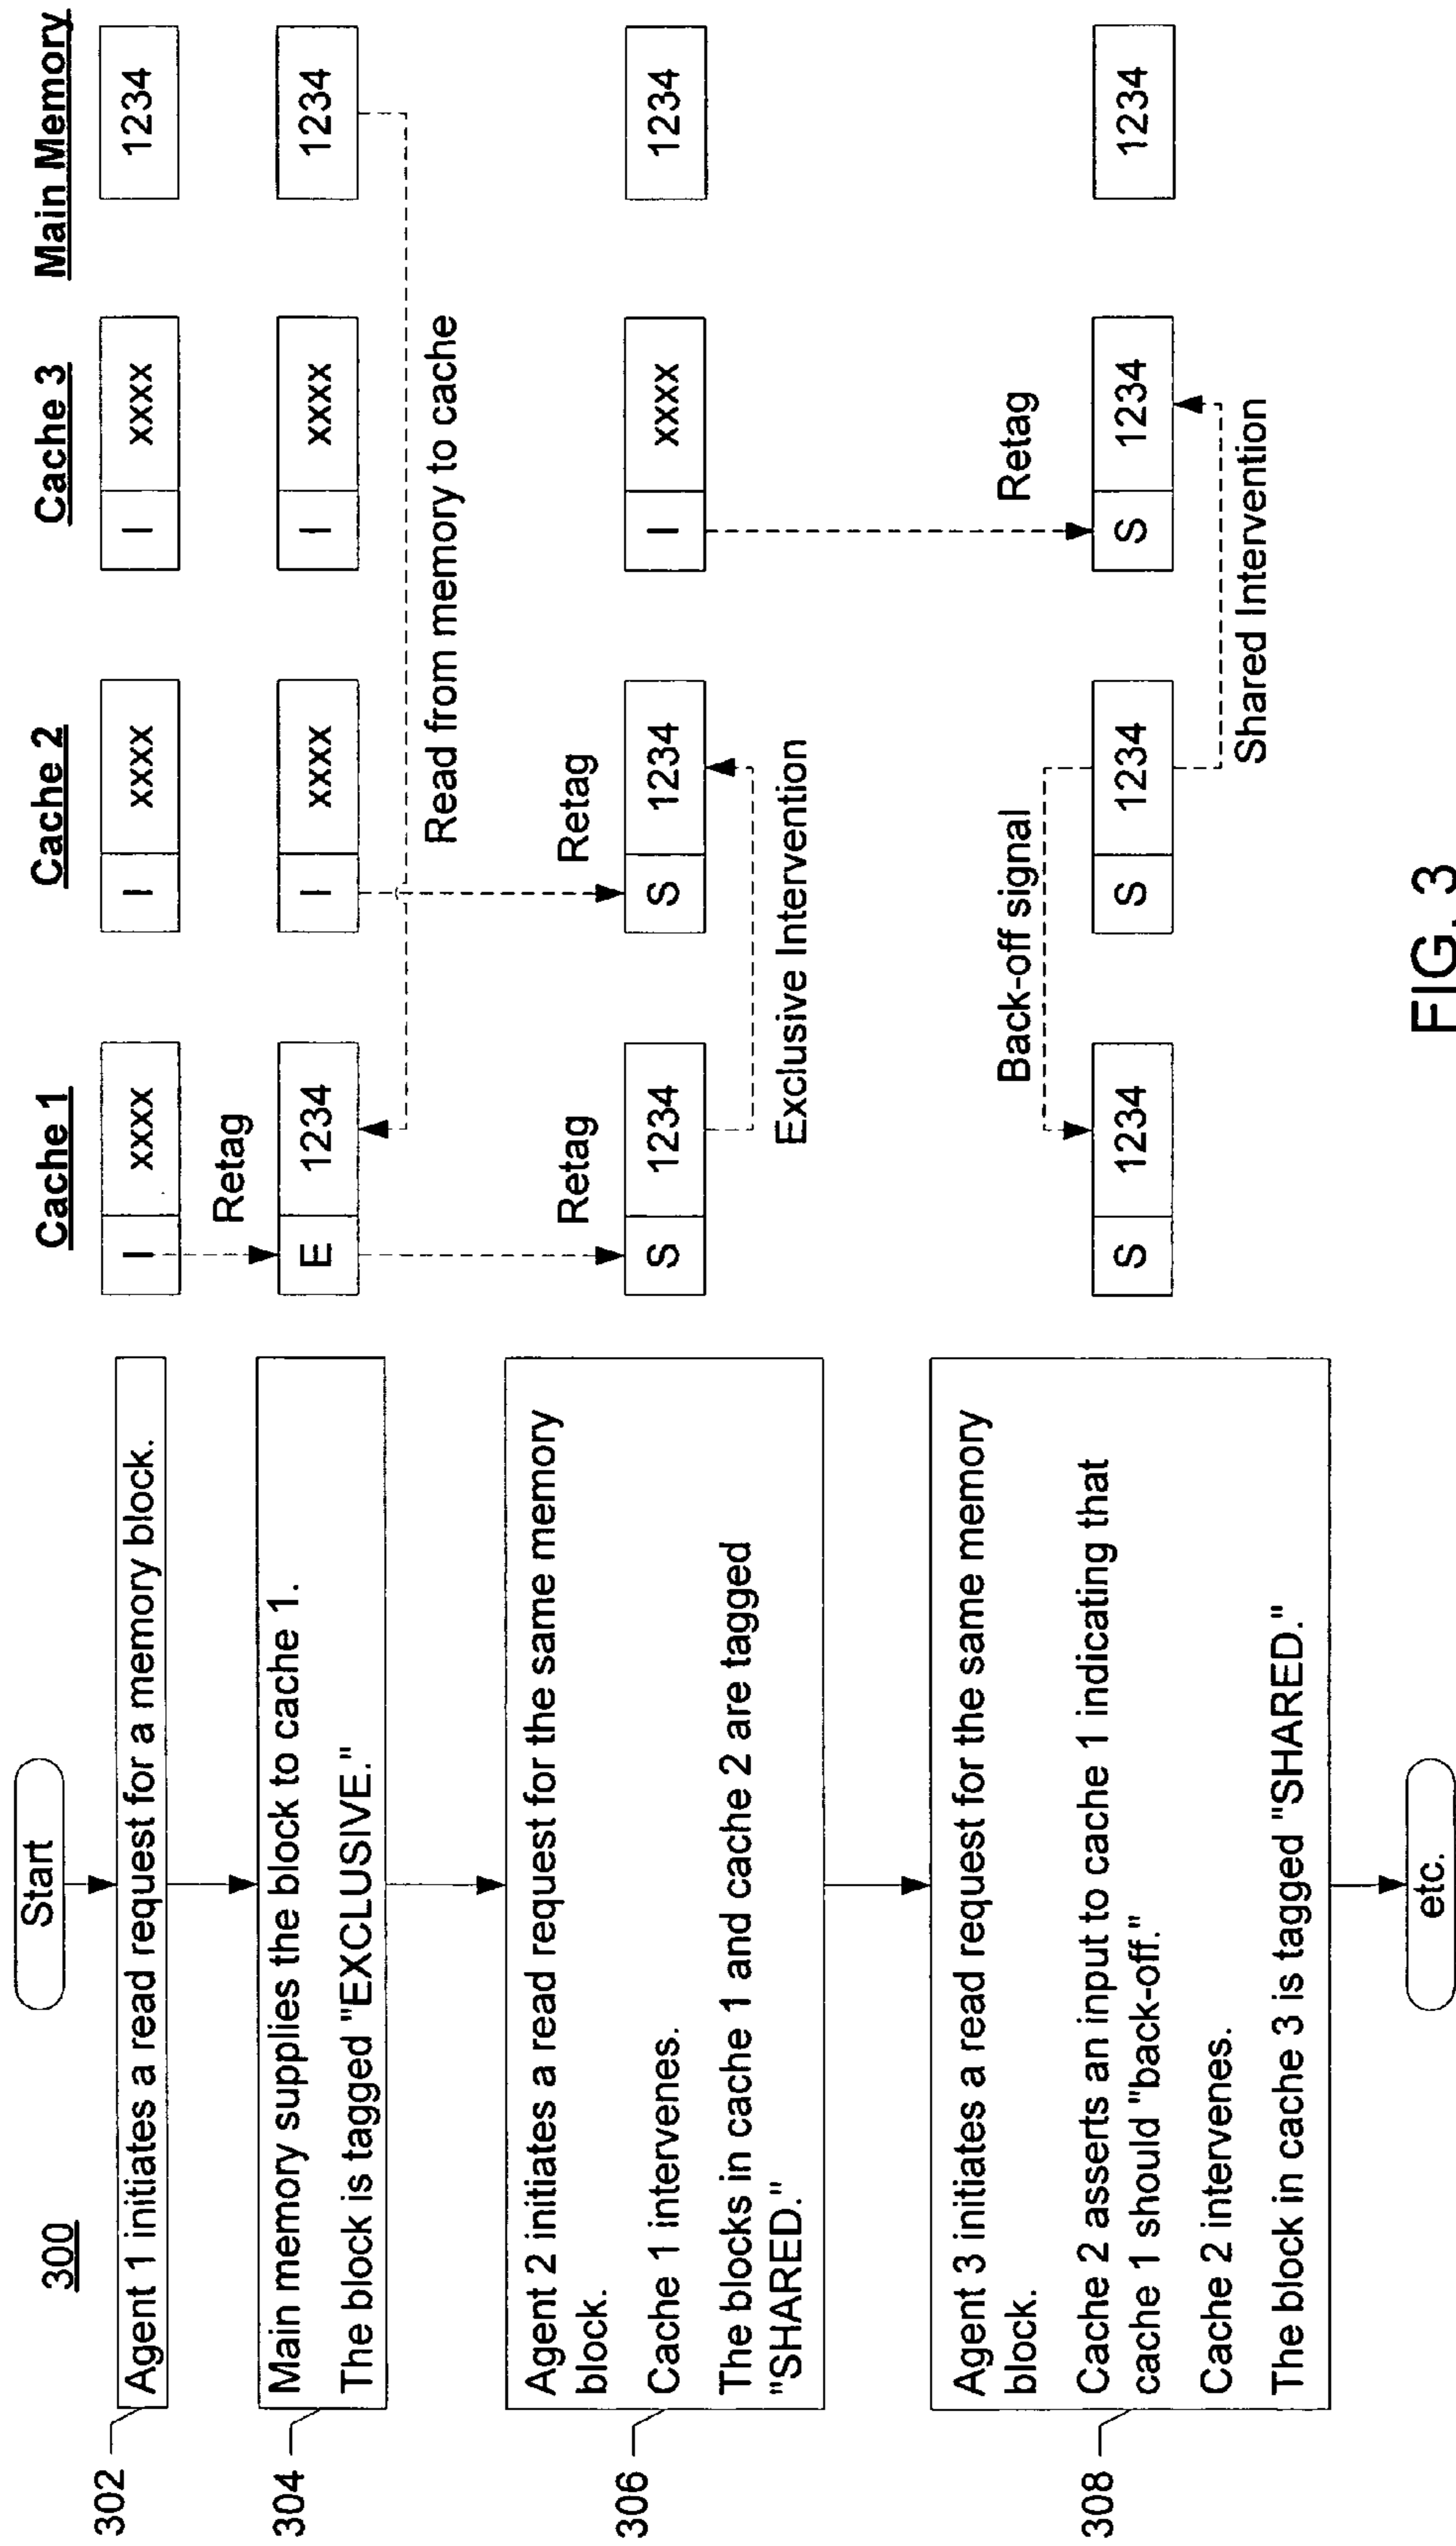 300
Start
Cache 1
Cache 2
Cache 3
Main Memory
302
Agent 1 initiates a read request for a memory block.
I xxxx
I xxxx
I xxxx
1234
Retag
304
Main memory supplies the block to cache 1.
The block is tagged "EXCLUSIVE."
E 1234
I xxxx
I xxxx
1234
Read from memory to cache
306
Agent 2 initiates a read request for the same memory
block.
Cache 1 intervenes.
The blocks in cache 1 and cache 2 are tagged
"SHARED."
Retag
Retag
S 1234
S 1234
I xxxx
1234
Exclusive Intervention
308
Agent 3 initiates a read request for the same memory
block.
Cache 2 asserts an input to cache 1 indicating that
cache 1 should "back-off."
Cache 2 intervenes.
The block in cache 3 is tagged "SHARED."
Back-off signal
Retag
S 1234
S 1234
S 1234
1234
Shared Intervention
etc.
FIG. 3